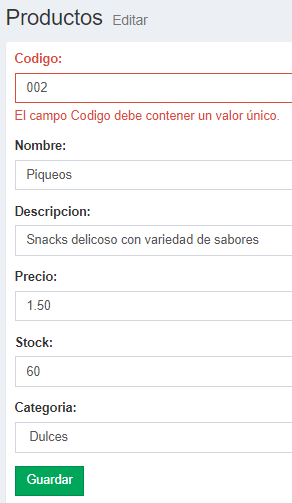 Productos Editar
Codigo:
002
El campo Codigo debe contener un valor único.
Nombre:
Piqueos
Descripcion:
Snacks delicoso con variedad de sabores
Precio:
1.50
Stock:
60
Categoria:
Dulces
Guardar